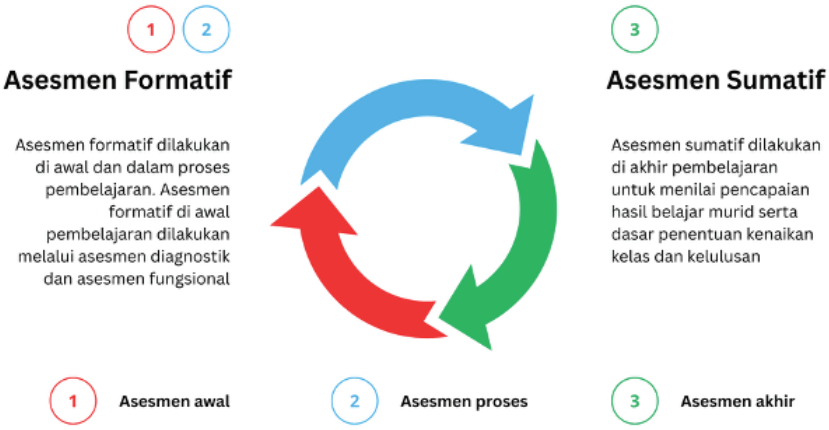 1 2
Asesmen Formatif
Asesmen formatif dilakukan
di awal dan dalam proses
pembelajaran. Asesmen
formatif di awal
pembelajaran dilakukan
melalui asesmen diagnostik
dan asesmen fungsional
3
Asesmen Sumatif
Asesmen sumatif dilakukan
di akhir pembelajaran
untuk menilai pencapaian
hasil belajar murid serta
dasar penentuan kenaikan
kelas dan kelulusan
1 Asesmen awal
2 Asesmen proses
3 Asesmen akhir